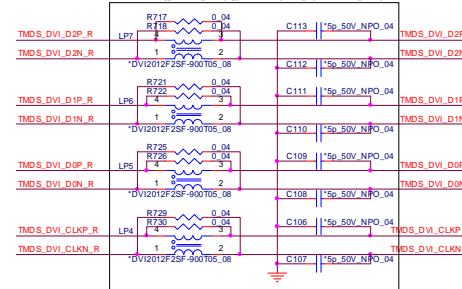 R717 0_04
R718 0_04 C113 *5p_50V_NPO_04
TMDS_DVI_D2P_R LP7 4 3 TMDS_DVI_D2P
TMDS_DVI_D2N_R 1 2 TMDS_DVI_D2N
*DVI2012F2SF-900T05_08 C112 *5p_50V_NPO_04
R721 0_04
R722 0_04 C111 *5p_50V_NPO_04
TMDS_DVI_D1P_R LP6 4 3 TMDS_DVI_D1P
TMDS_DVI_D1N_R 1 2 TMDS_DVI_D1N
*DVI2012F2SF-900T05_08 C110 *5p_50V_NPO_04
R725 0_04
R726 0_04 C109 *5p_50V_NPO_04
TMDS_DVI_D0P_R LP5 4 3 TMDS_DVI_D0P
TMDS_DVI_D0N_R 1 2 TMDS_DVI_D0N
*DVI2012F2SF-900T05_08 C108 *5p_50V_NPO_04
R729 0_04
R730 0_04 C106 *5p_50V_NPO_04
TMDS_DVI_CLKP_R LP4 4 3 TMDS_DVI_CLKP
TMDS_DVI_CLKN_R 1 2 TMDS_DVI_CLKN
*DVI2012F2SF-900T05_08 C107 *5p_50V_NPO_04